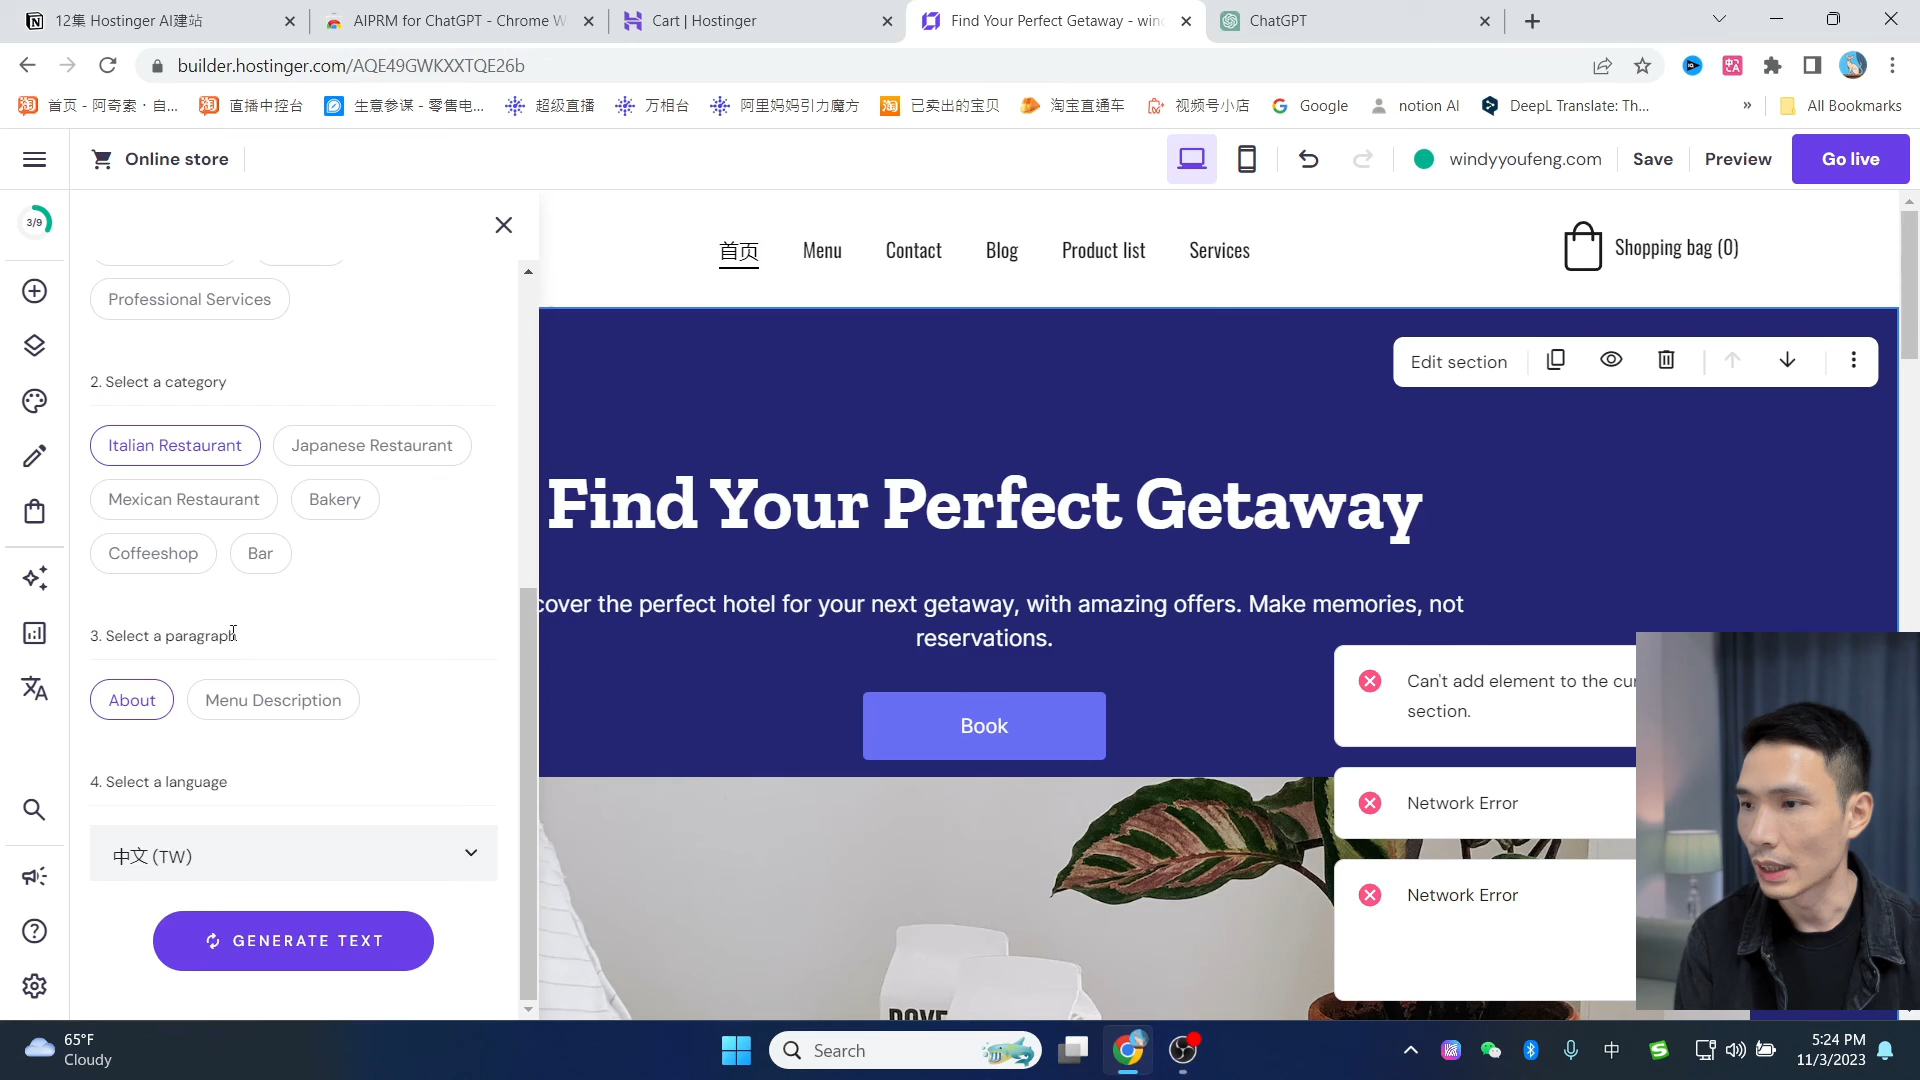 12集 Hostinger AI建站
AIPRM for ChatGPT - Chrome W
Cart | Hostinger
Find Your Perfect Getaway - wind
ChatGPT
builder.hostinger.com/AQE49GWKXXTQE26b
首页 - 阿奇索 · 自...
直播中控台
生意参谋 - 零售电...
超级直播
万相台
阿里妈妈引力魔方
已卖出的宝贝
淘宝直通车
视频号小店
Google
notion AI
DeepL Translate: Th...
»
All Bookmarks
Online store
windyyoufeng.com
Save
Preview
Go live
3/9
首页
Menu
Contact
Blog
Product list
Services
Shopping bag (0)
Professional Services
Edit section
2. Select a category
Italian Restaurant
Japanese Restaurant
Mexican Restaurant
Bakery
Coffeeshop
Bar
Find Your Perfect Getaway
cover the perfect hotel for your next getaway, with amazing offers. Make memories, not
reservations.
Book
3. Select a paragraph
About
Menu Description
4. Select a language
中文 (TW)
GENERATE TEXT
Can't add element to the cur
section.
Network Error
Network Error
65°F
Cloudy
Search
中
5:24 PM
11/3/2023